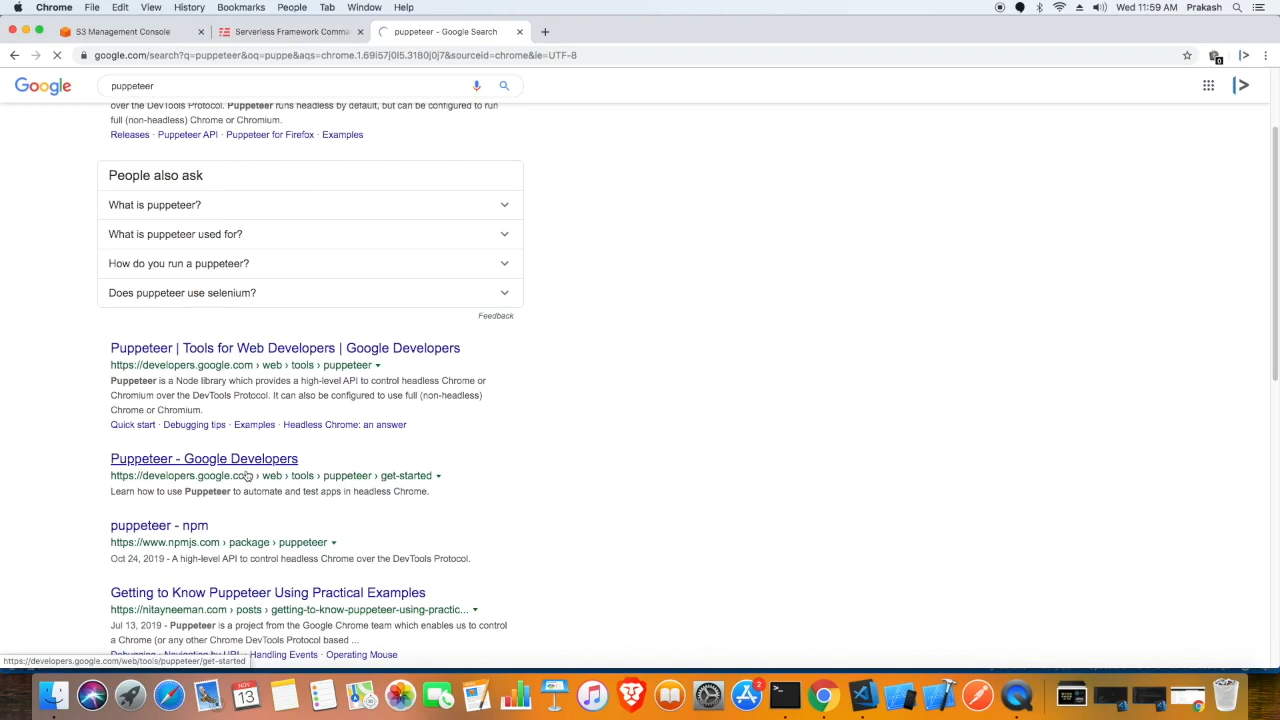 Chrome File Edit View History Bookmarks People Tab Window Help Wed 11:59 AM Prakash
S3 Management Console
Serverless Framework Comma
puppeteer - Google Search
google.com/search?q=puppeteer&oq=puppe&aqs=chrome.1.69i57j0l5.3180j0j7&sourceid=chrome&ie=UTF-8
Google
puppeteer
over the DevTools Protocol. Puppeteer runs headless by default, but can be configured to run
full (non-headless) Chrome or Chromium.
Releases · Puppeteer API · Puppeteer for Firefox · Examples
People also ask
What is puppeteer?
What is puppeteer used for?
How do you run a puppeteer?
Does puppeteer use selenium?
Feedback
Puppeteer | Tools for Web Developers | Google Developers
https://developers.google.com › web › tools › puppeteer
Puppeteer is a Node library which provides a high-level API to control headless Chrome or
Chromium over the DevTools Protocol. It can also be configured to use full (non-headless)
Chrome or Chromium.
Quick start · Debugging tips · Examples · Headless Chrome: an answer
Puppeteer - Google Developers
https://developers.google.com › web › tools › puppeteer › get-started
Learn how to use Puppeteer to automate and test apps in headless Chrome.
puppeteer - npm
https://www.npmjs.com › package › puppeteer
Oct 24, 2019 - A high-level API to control headless Chrome over the DevTools Protocol.
Getting to Know Puppeteer Using Practical Examples
https://nitayneeman.com › posts › getting-to-know-puppeteer-using-practic...
Jul 13, 2019 - Puppeteer is a project from the Google Chrome team which enables us to control
a Chrome (or any other Chrome DevTools Protocol based ...
Debugging · Navigating by URL · Handling Events · Operating Mouse
https://developers.google.com/web/tools/puppeteer/get-started
NOV
13
2